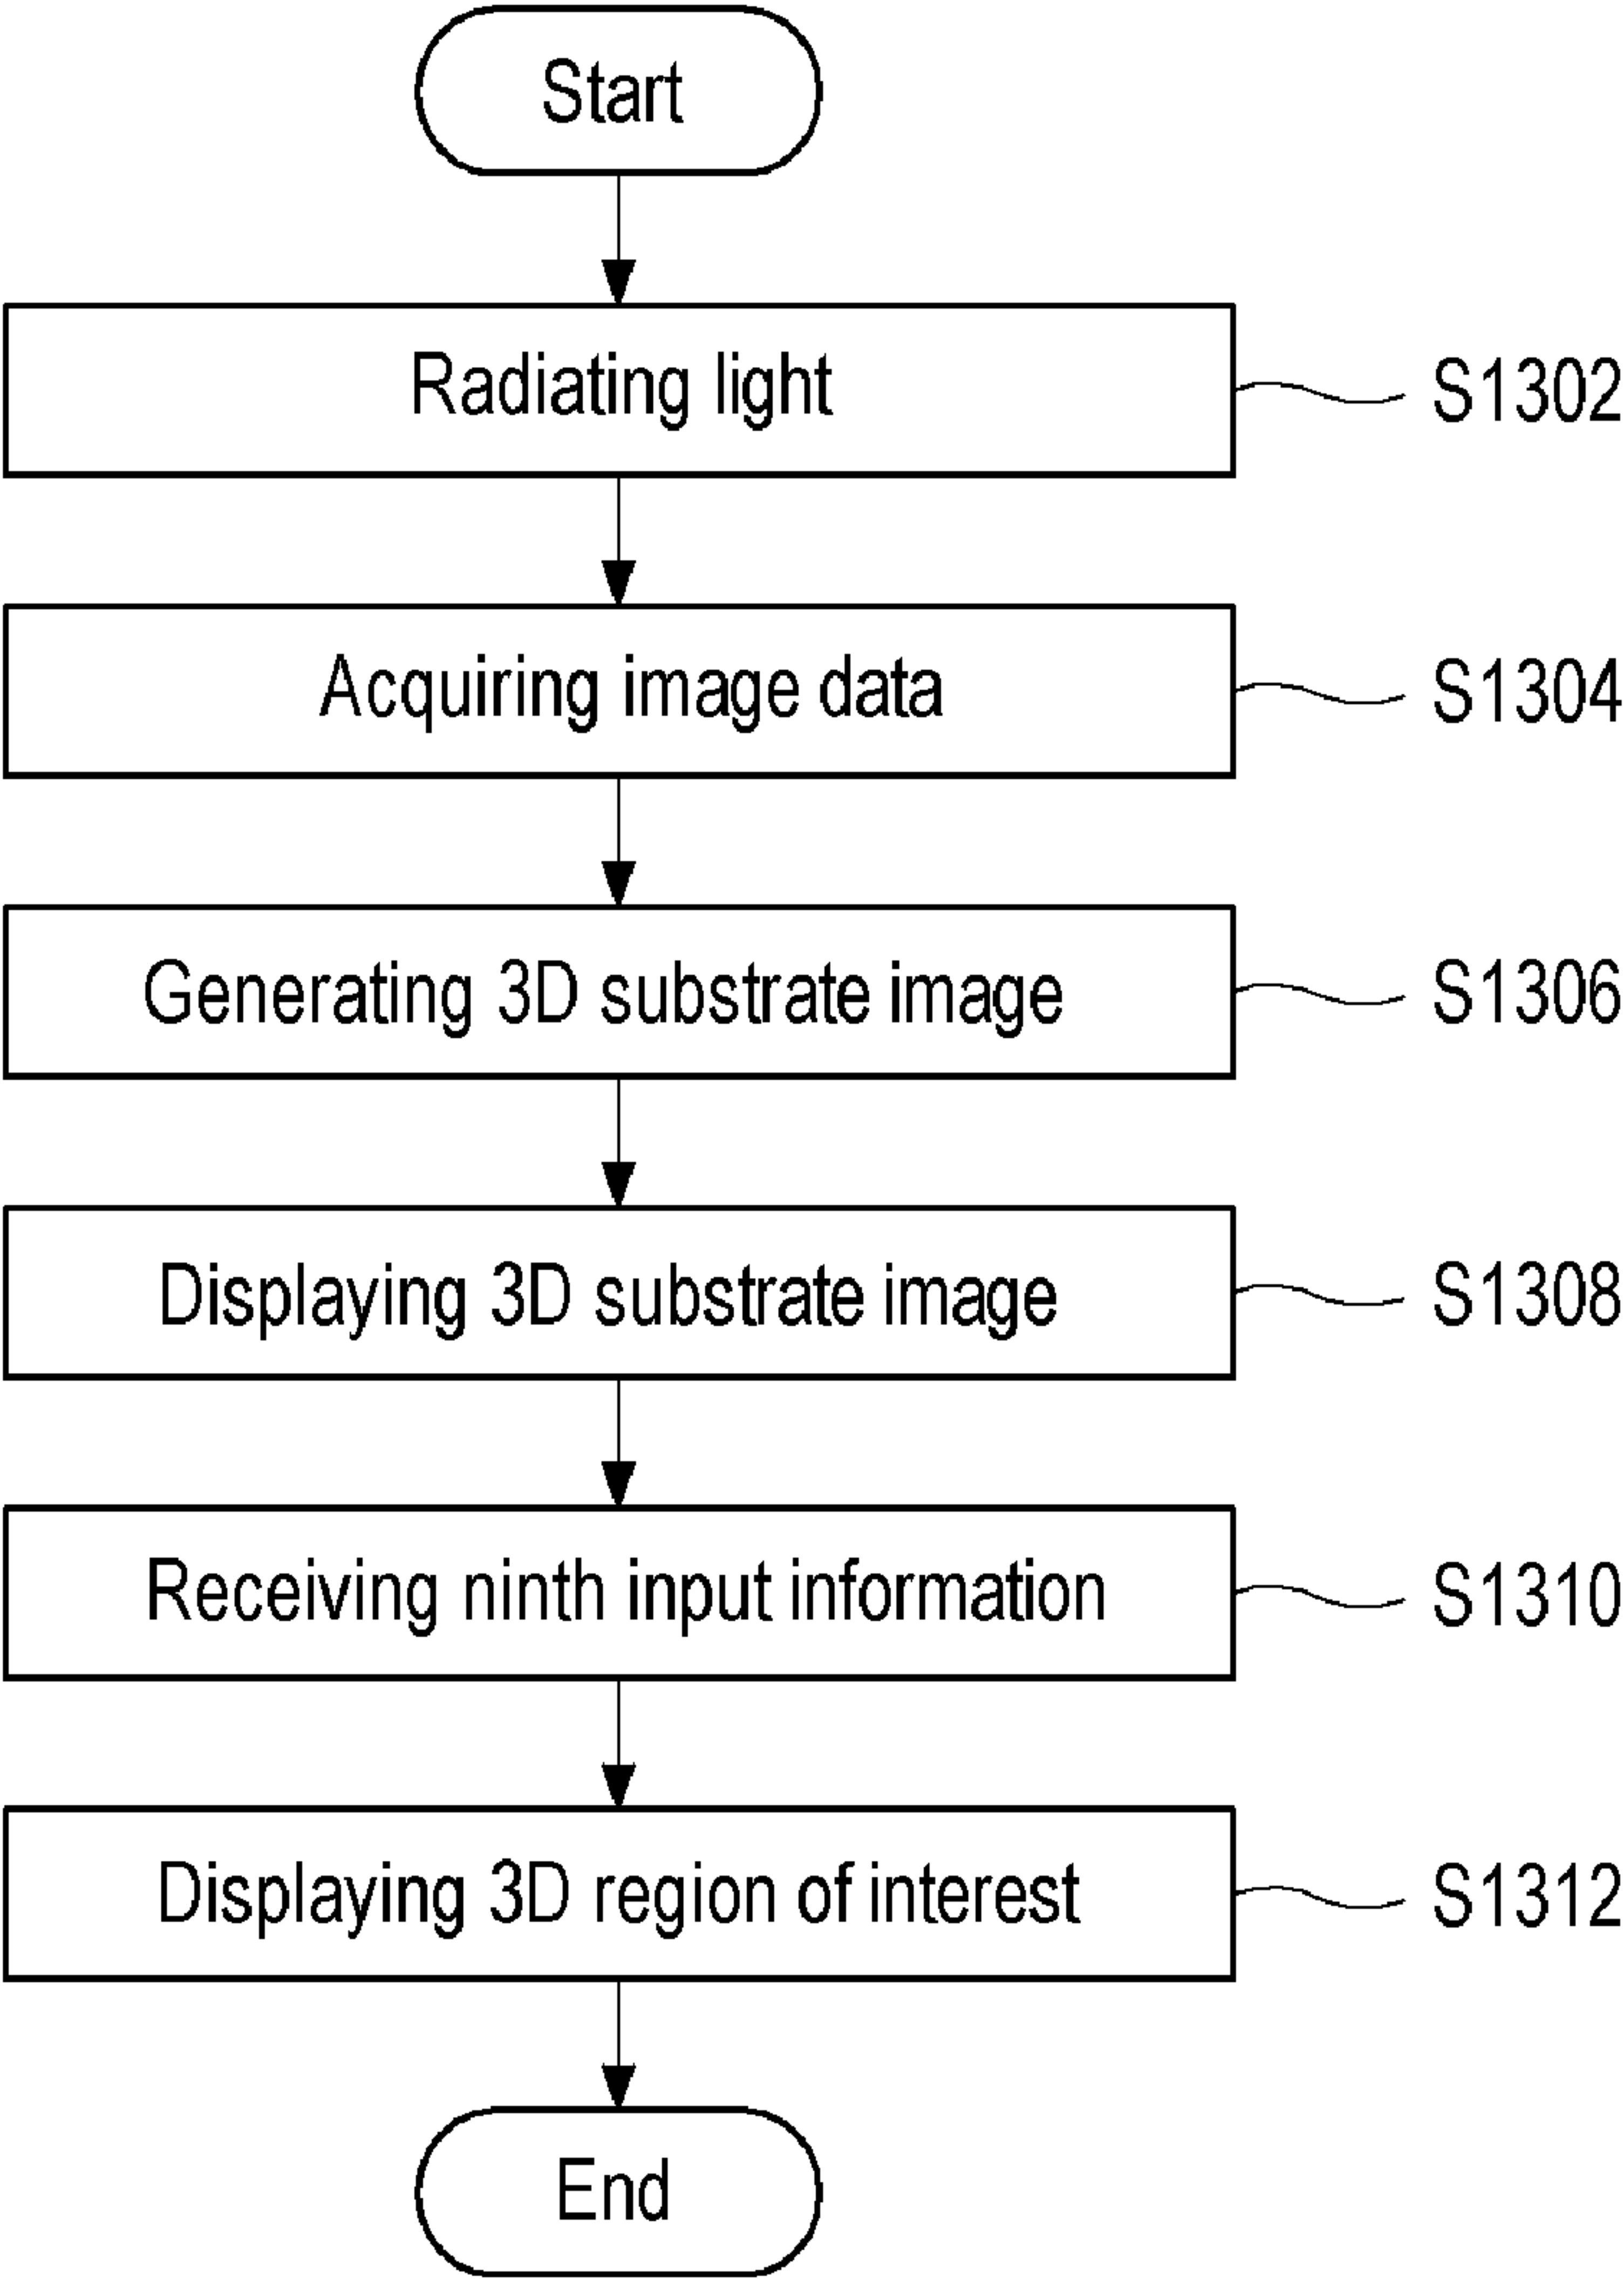 Start
Radiating light S1302
Acquiring image data S1304
Generating 3D substrate image S1306
Displaying 3D substrate image S1308
Receiving ninth input information S1310
Displaying 3D region of interest S1312
End